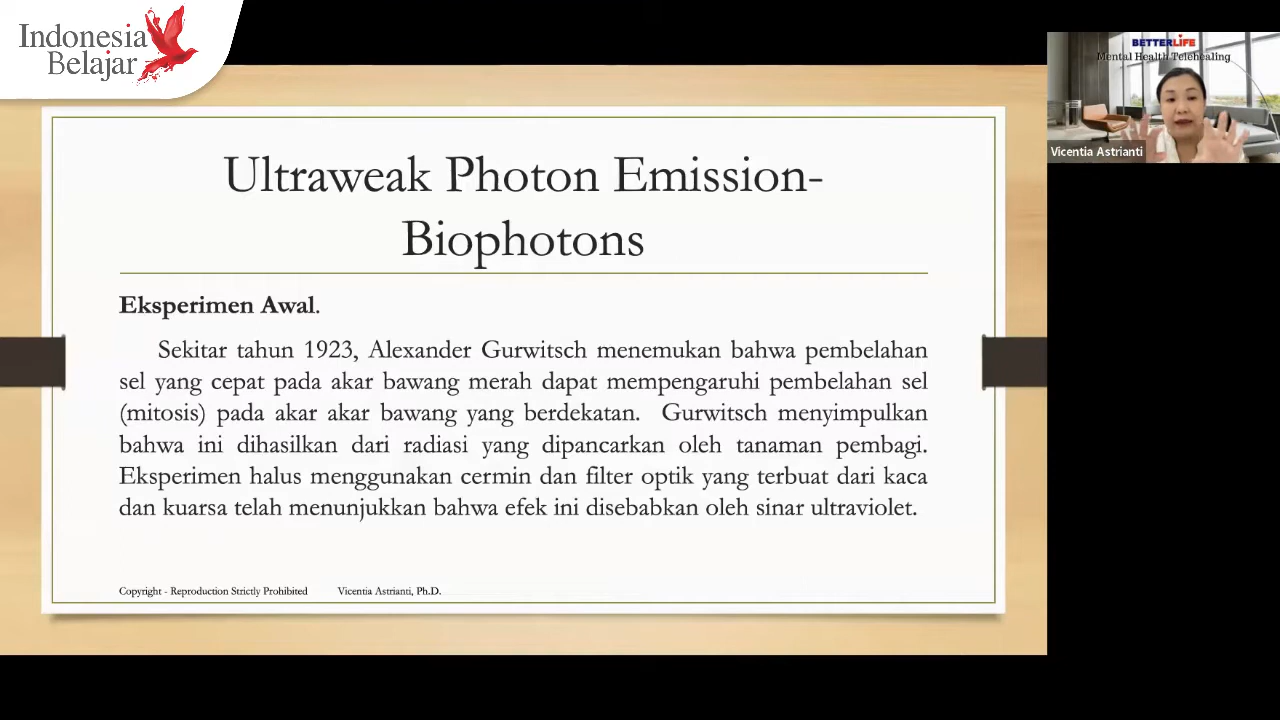 Indonesia
Belajar
BETTERLIFE
Mental Health Telehealing
Vicentia Astrianti
Ultraweak Photon Emission-
Biophotons
Eksperimen Awal.
Sekitar tahun 1923, Alexander Gurwitsch menemukan bahwa pembelahan
sel yang cepat pada akar bawang merah dapat mempengaruhi pembelahan sel
(mitosis) pada akar akar bawang yang berdekatan. Gurwitsch menyimpulkan
bahwa ini dihasilkan dari radiasi yang dipancarkan oleh tanaman pembagi.
Eksperimen halus menggunakan cermin dan filter optik yang terbuat dari kaca
dan kuarsa telah menunjukkan bahwa efek ini disebabkan oleh sinar ultraviolet.
Copyright - Reproduction Strictly Prohibited Vicentia Astrianti, Ph.D.